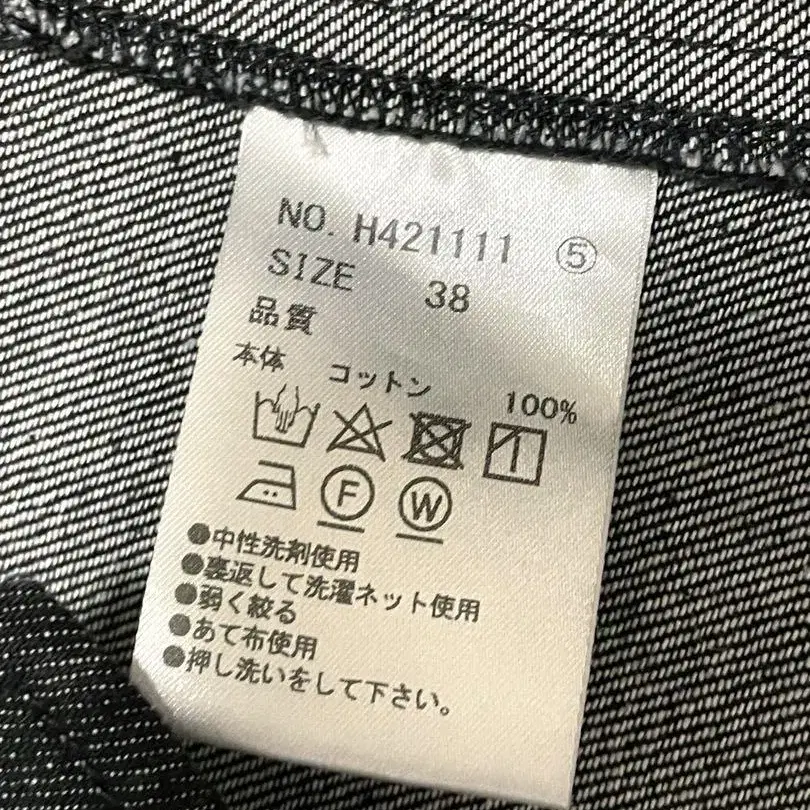 NO. H421111 ⑤
SIZE 38
品質
本体 コットン 100%
F W
●中性洗剤使用
●裏返して洗濯ネット使用
●弱く絞る
●あて布使用
●押し洗いをして下さい。